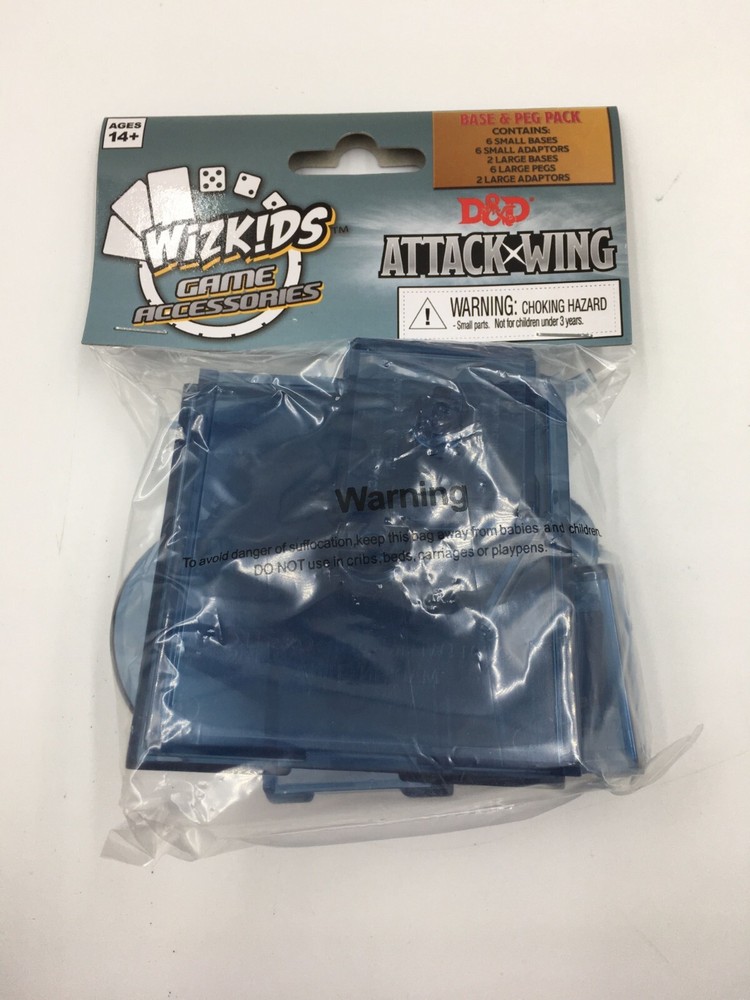 AGES
14+
WIZK!DS™
GAME
ACCESSORIES
BASE & PEG PACK
CONTAINS:
6 SMALL BASES
6 SMALL ADAPTORS
2 LARGE BASES
6 LARGE PEGS
2 LARGE ADAPTORS
D&D®
ATTACK WING
WARNING: CHOKING HAZARD
- Small parts. Not for children under 3 years.
Warning
To avoid danger of suffocation,keep this bag away from babies and children.
DO NOT use in cribs, beds, carriages or playpens.